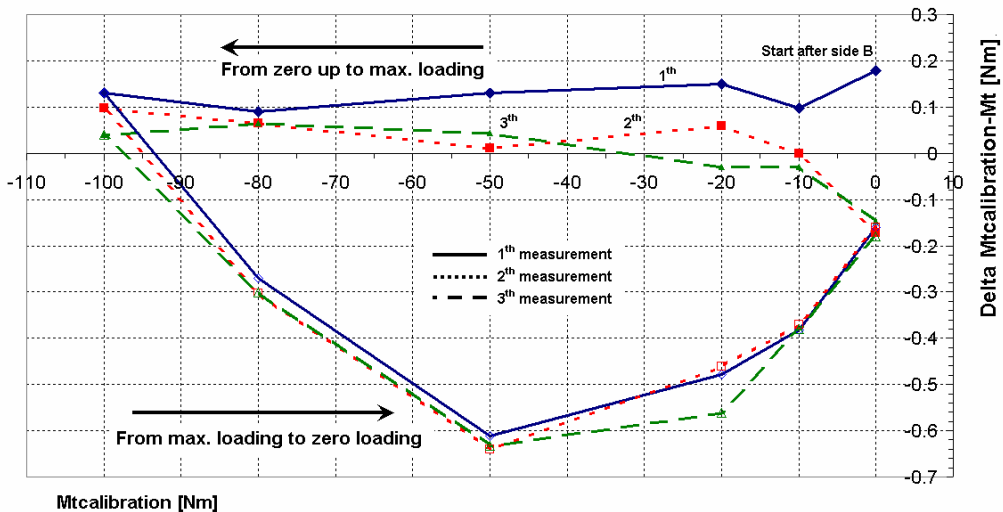 0.3
Start after side B
From zero up to max. loading
1th
0.2
3th
2th
0.1
0
-110 -100 -90 -80 -70 -60 -50 -40 -30 -20 -10 0 10
-0.1
-0.2
1th measurement
2th measurement
3th measurement
-0.3
-0.4
-0.5
From max. loading to zero loading
-0.6
-0.7
Mtcalibration [Nm]
Delta Mtcalibration-Mt [Nm]